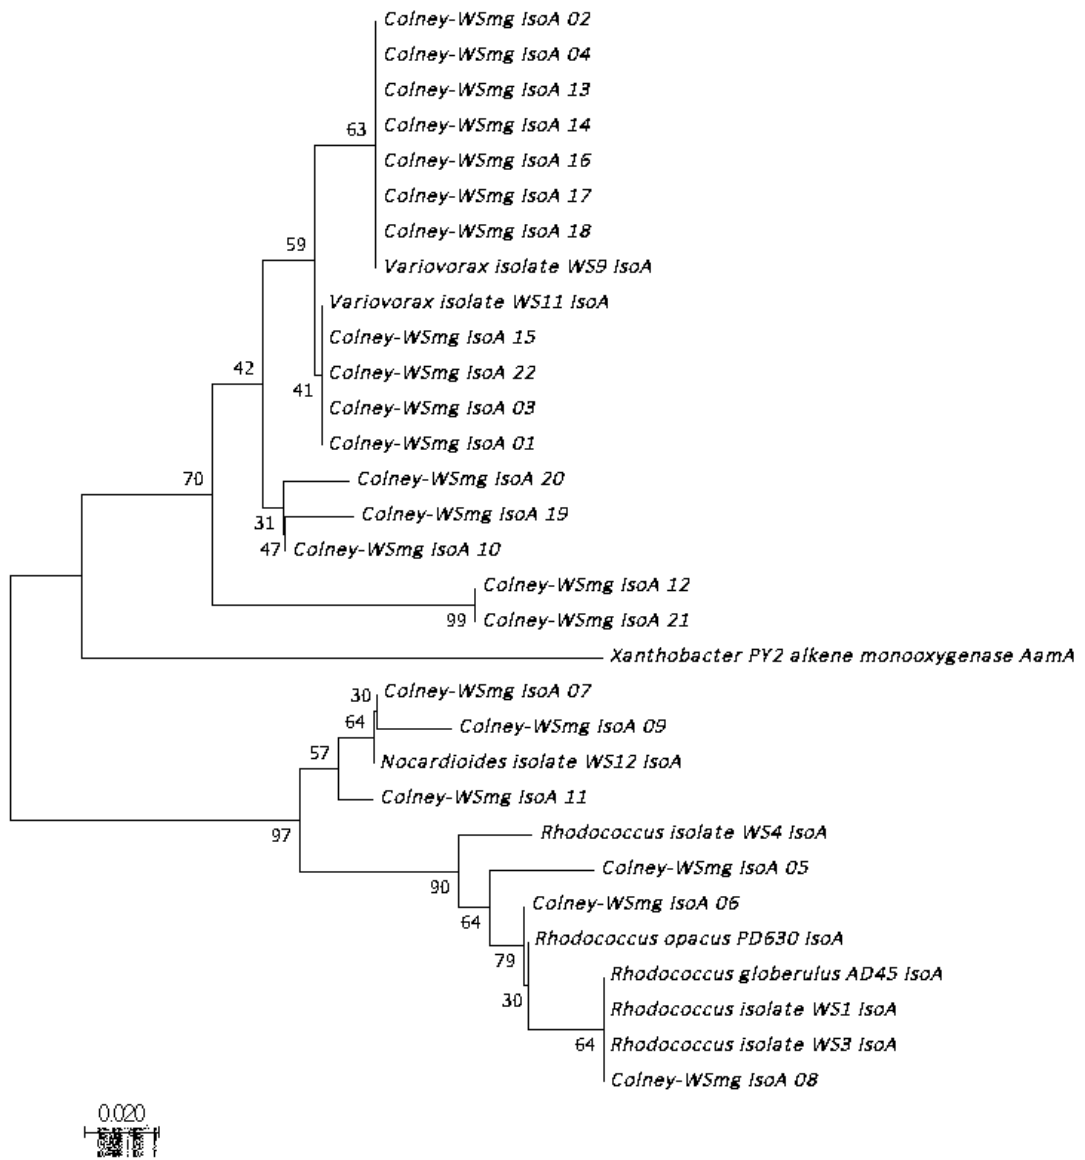 Colney-WSmg IsoA 02
Colney-WSmg IsoA 04
Colney-WSmg IsoA 13
Colney-WSmg IsoA 14
63
Colney-WSmg IsoA 16
Colney-WSmg IsoA 17
Colney-WSmg IsoA 18
59
Variovorax isolate WS9 IsoA
Variovorax isolate WS11 IsoA
Colney-WSmg IsoA 15
42
Colney-WSmg IsoA 22
41
Colney-WSmg IsoA 03
Colney-WSmg IsoA 01
70
Colney-WSmg IsoA 20
31
Colney-WSmg IsoA 19
47
Colney-WSmg IsoA 10
Colney-WSmg IsoA 12
99
Colney-WSmg IsoA 21
Xanthobacter PY2 alkene monooxygenase AamA
30
Colney-WSmg IsoA 07
64
Colney-WSmg IsoA 09
57
Nocardioides isolate WS12 IsoA
Colney-WSmg IsoA 11
97
Rhodococcus isolate WS4 IsoA
90
Colney-WSmg IsoA 05
64
Colney-WSmg IsoA 06
79
Rhodococcus opacus PD630 IsoA
30
Rhodococcus globerulus AD45 IsoA
Rhodococcus isolate WS1 IsoA
64
Rhodococcus isolate WS3 IsoA
Colney-WSmg IsoA 08
0.020